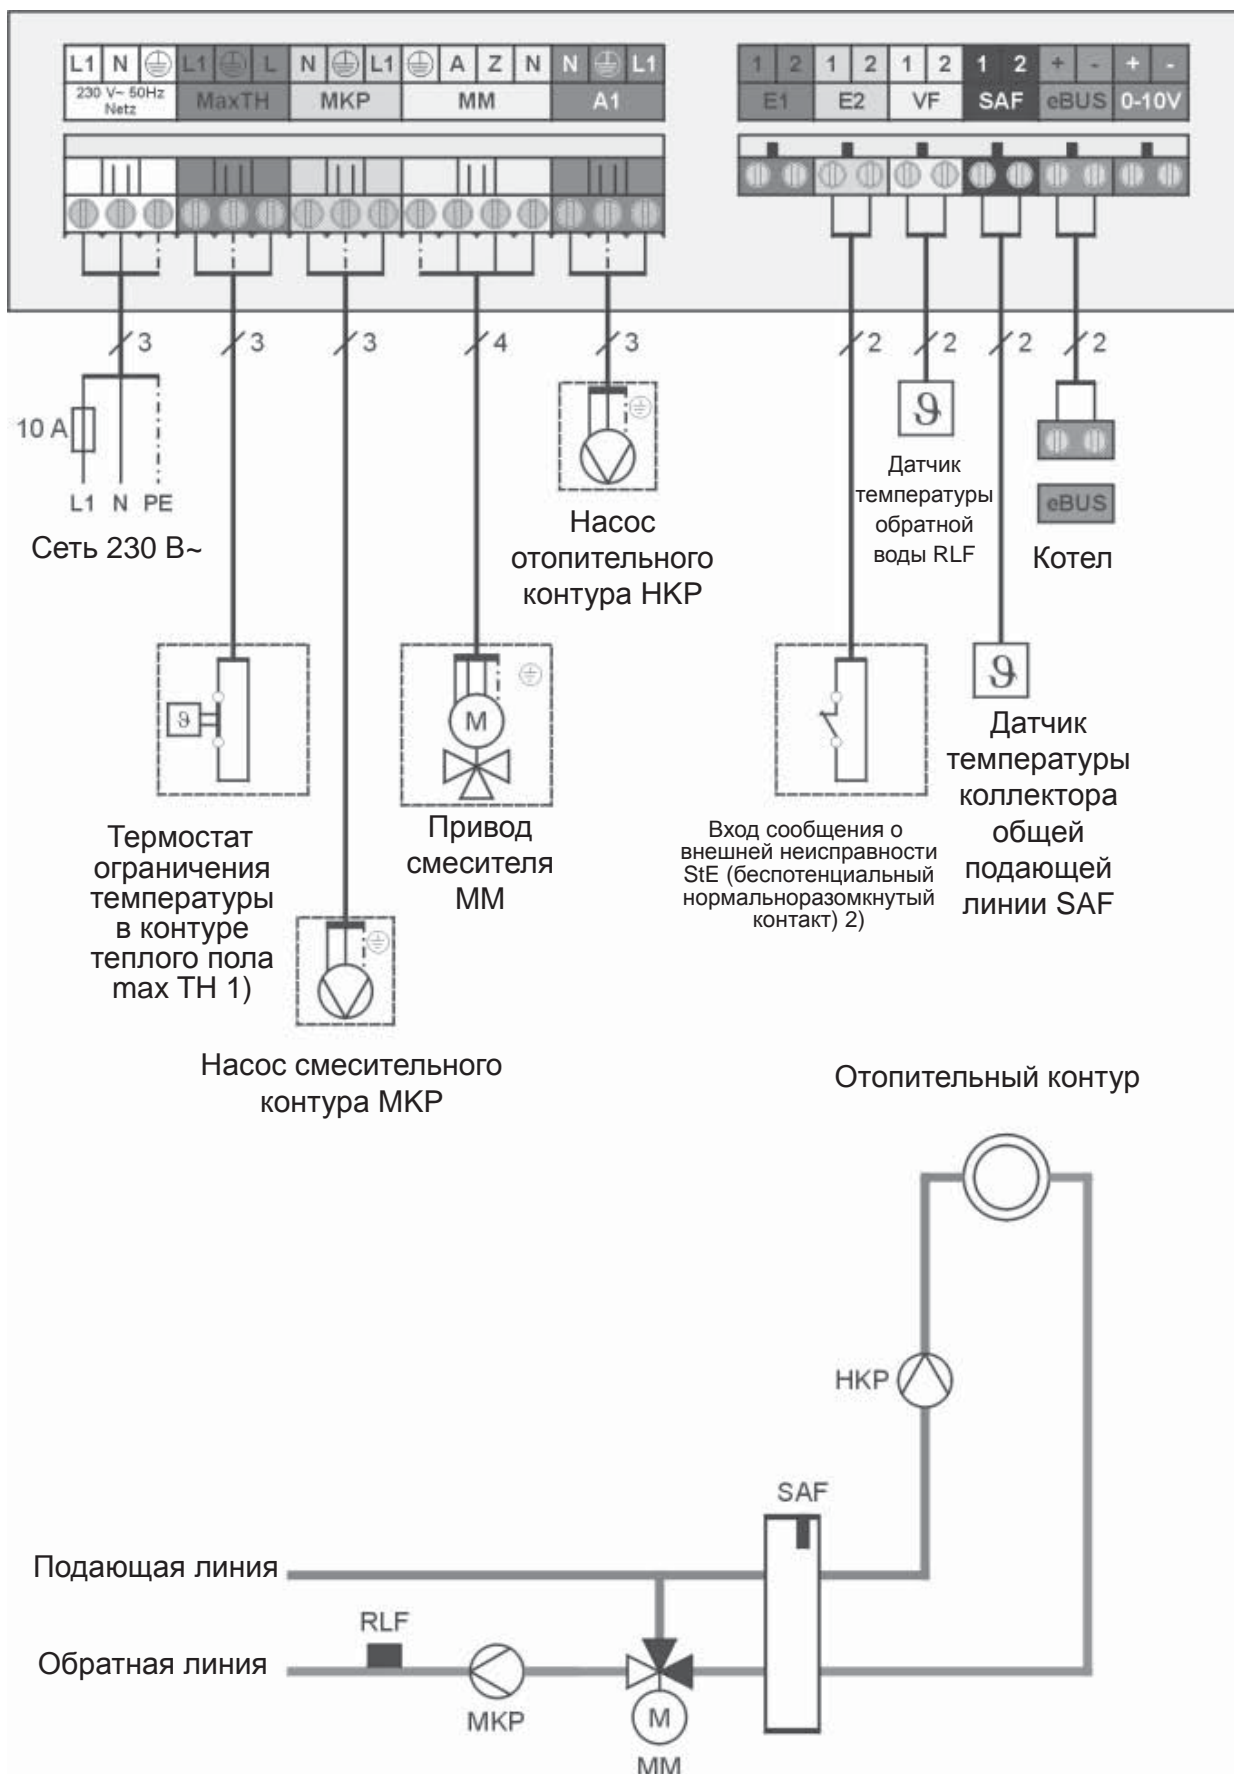 L1 N L1 L N L1 A Z N N L1
230 V~ 50Hz
Netz
MaxTH MKP MM A1
1 2 1 2 1 2 1 2 + - + -
E1 E2 VF SAF eBUS 0-10V
3 3 3 4 3 2 2 2 2
10 A
L1 N PE
Сеть 230 В~
Насос
отопительного
контура HKP
Датчик
температуры
обратной
воды RLF
eBUS
Котел
M
Термостат
ограничения
температуры
в контуре
теплого пола
max TH 1)
Привод
смесителя
MM
Вход сообщения о
внешней неисправности
StE (беспотенциальный
нормальноразомкнутый
контакт) 2)
Датчик
температуры
коллектора
общей
подающей
линии SAF
Насос смесительного
контура MKP
Отопительный контур
HKP
SAF
Подающая линия
RLF
Обратная линия
MKP
M
MM